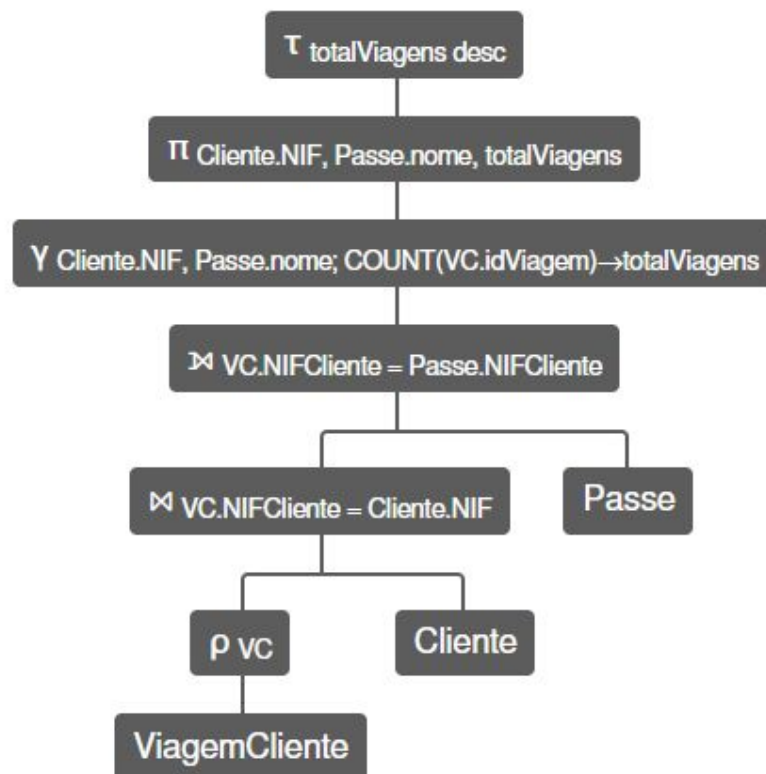 τ totalViagens desc
π Cliente.NIF, Passe.nome, totalViagens
γ Cliente.NIF, Passe.nome; COUNT(VC.idViagem)→totalViagens
⟕ VC.NIFCliente = Passe.NIFCliente
Passe
⋈ VC.NIFCliente = Cliente.NIF
ρ VC
Cliente
ViagemCliente